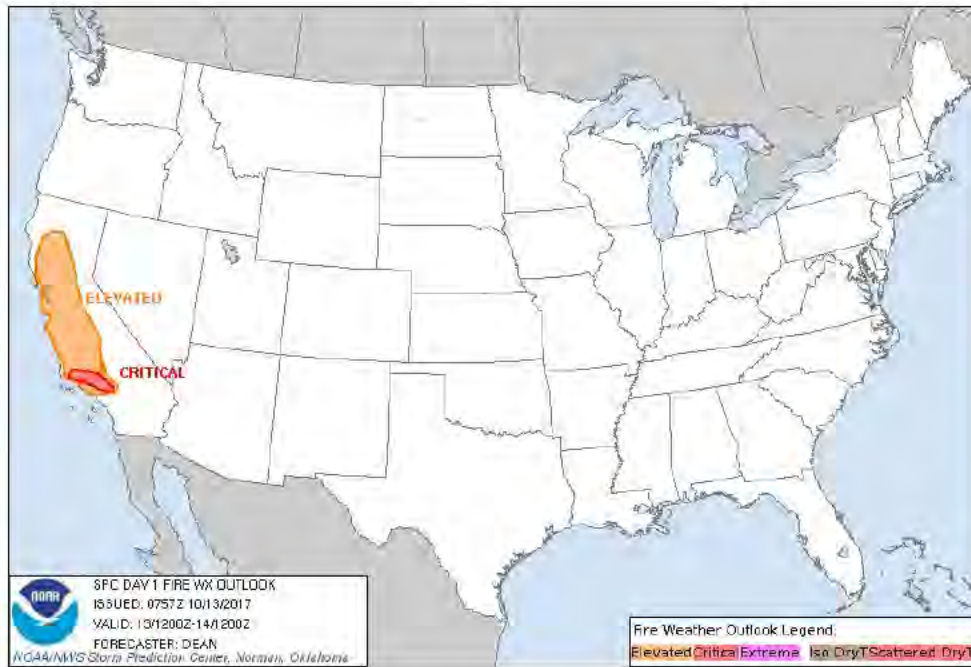 ELEVATED
CRITICAL
NOAA
SPC DAY 1 FIRE WX OUTLOOK
ISSUED: 0757Z 10/13/2017
VALID: 13/1200Z-14/1200Z
FORECASTER: DEAN
NOAA/NWS Storm Prediction Center, Norman, Oklahoma
Fire Weather Outlook Legend:
Elevated Critical Extreme Iso DryT Scattered DryT